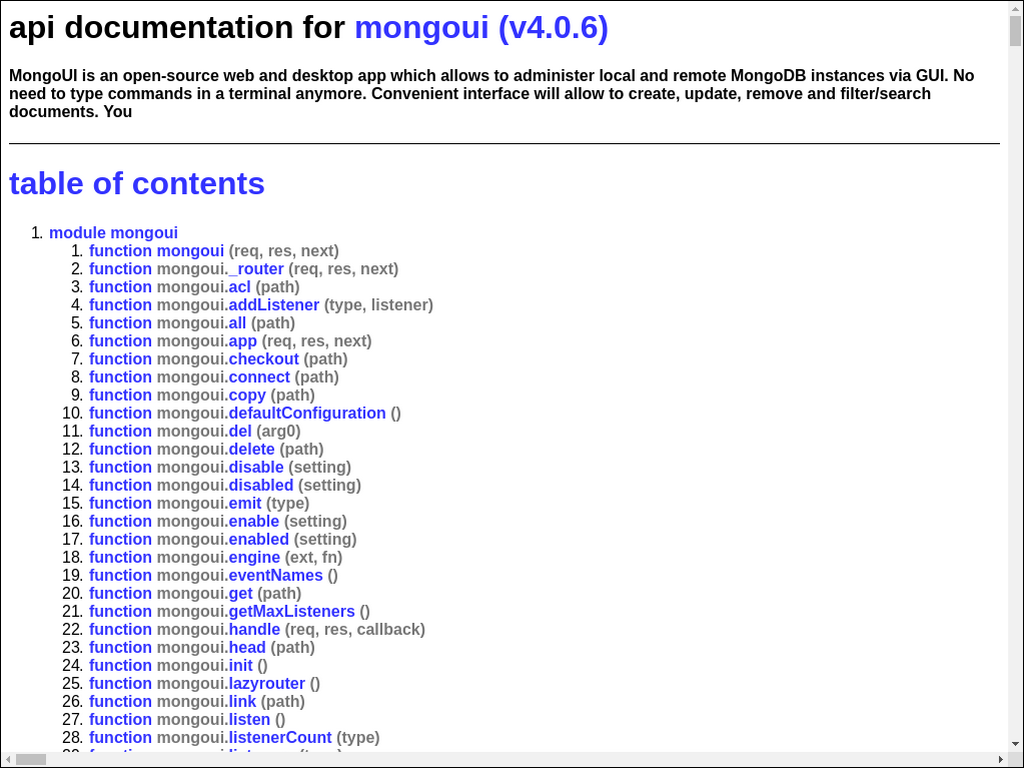 api documentation for mongoui (v4.0.6)
MongoUI is an open-source web and desktop app which allows to administer local and remote MongoDB instances via GUI. No
need to type commands in a terminal anymore. Convenient interface will allow to create, update, remove and filter/search
documents. You
table of contents
1. module mongoui
1. function mongoui (req, res, next)
2. function mongoui._router (req, res, next)
3. function mongoui.acl (path)
4. function mongoui.addListener (type, listener)
5. function mongoui.all (path)
6. function mongoui.app (req, res, next)
7. function mongoui.checkout (path)
8. function mongoui.connect (path)
9. function mongoui.copy (path)
10. function mongoui.defaultConfiguration ()
11. function mongoui.del (arg0)
12. function mongoui.delete (path)
13. function mongoui.disable (setting)
14. function mongoui.disabled (setting)
15. function mongoui.emit (type)
16. function mongoui.enable (setting)
17. function mongoui.enabled (setting)
18. function mongoui.engine (ext, fn)
19. function mongoui.eventNames ()
20. function mongoui.get (path)
21. function mongoui.getMaxListeners ()
22. function mongoui.handle (req, res, callback)
23. function mongoui.head (path)
24. function mongoui.init ()
25. function mongoui.lazyrouter ()
26. function mongoui.link (path)
27. function mongoui.listen ()
28. function mongoui.listenerCount (type)